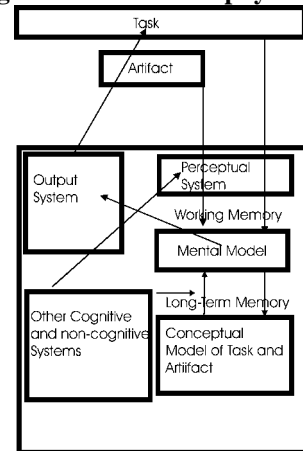 Task
Artifact
Output
System
Perceptual
System
Working Memory
Mental Model
Long-Term Memory
Other Cognitive
and non-cognitive
Systems
Conceptual
Model of Task and
Artiifact